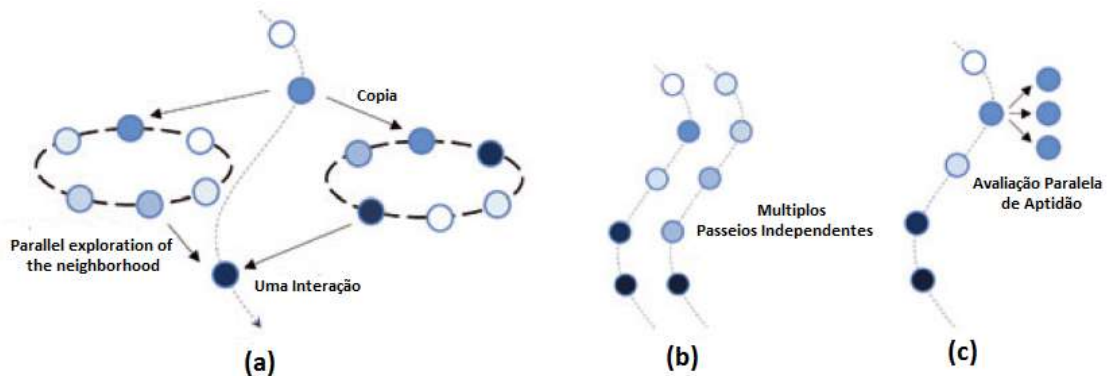 Copia
Parallel exploration of
the neighborhood
Uma Interação
(a)
Multiplos
Passeios Independentes
(b)
Avaliação Paralela
de Aptidão
(c)